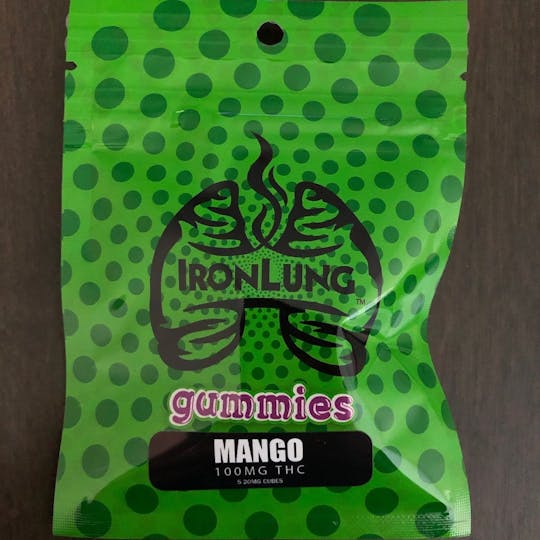 IRONLUNG
TM
gummies
MANGO
100MG THC
5 20MG CUBES